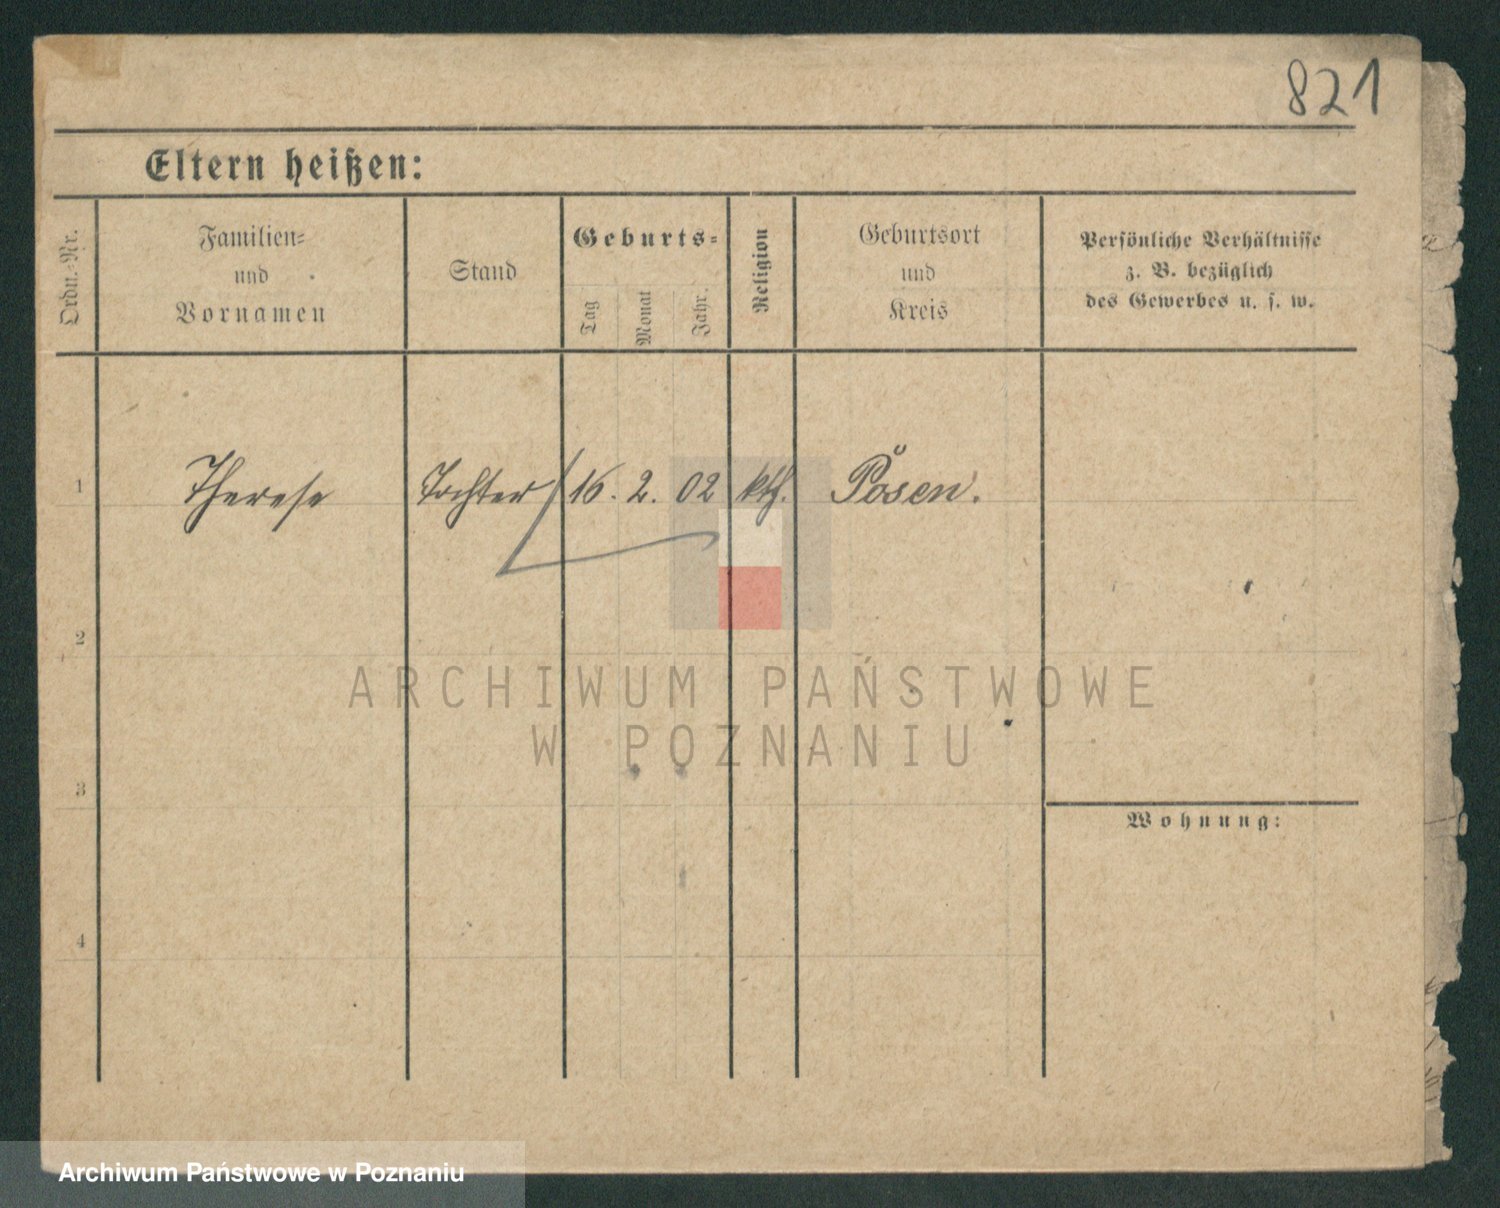 821
Eltern heißen:
Ordn.-Nr.
Familien-
und
Vornamen
Stand
Geburts-
Tag
Monat
Jahr.
Religion
Geburtsort
und
Kreis
Persönliche Verhältnisse
z. B. bezüglich
des Gewerbes u. s. w.
1 Therese Tochter 16. 2. 02 kth. Posen.
2
3
4
Wohnung:
ARCHIWUM PAŃSTWOWE
W POZNANIU
Archiwum Państwowe w Poznaniu